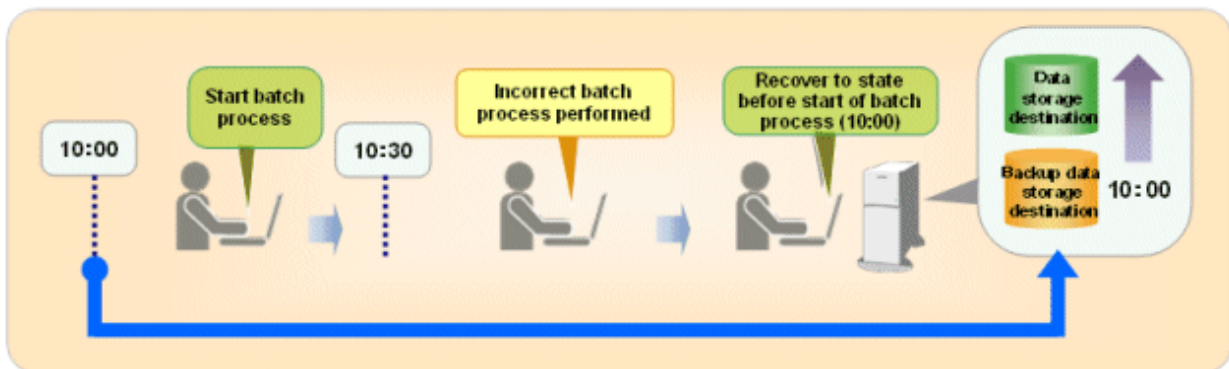 10:00
Start batch
process
10:30
Incorrect batch
process performed
Recover to state
before start of batch
process (10:00)
Data
storage
destination
Backup data
storage
destination
10:00